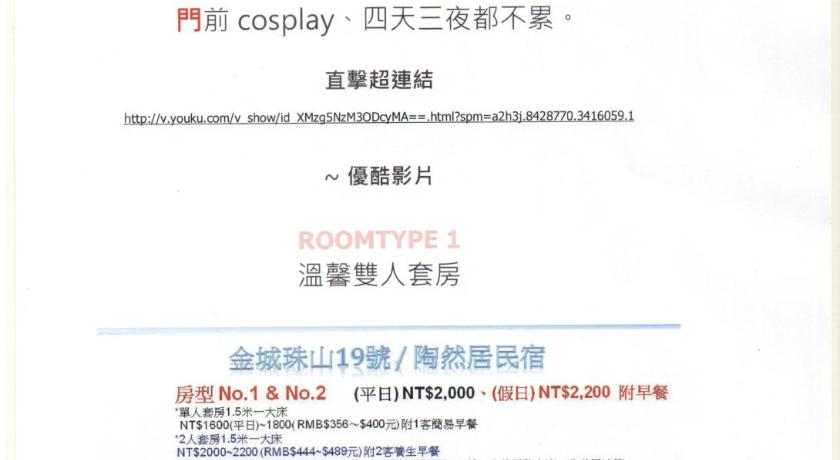 門前 cosplay、四天三夜都不累。
直擊超連結
http://v.youku.com/v_show/id_XMzg5NzM3ODcyMA==.html?spm=a2h3j.8428770.3416059.1
~ 優酷影片
ROOMTYPE 1
溫馨雙人套房
金城珠山19號 / 陶然居民宿
房型 No.1 & No.2 (平日) NT$2,000、(假日) NT$2,200 附早餐
*單人套房1.5米一大床
NT$1600(平日)~1800( RMB$356～$400元) 附1客簡易早餐
*2人套房1.5米一大床
NT$2000~2200 (RMB$444~$489元) 附2客養生早餐